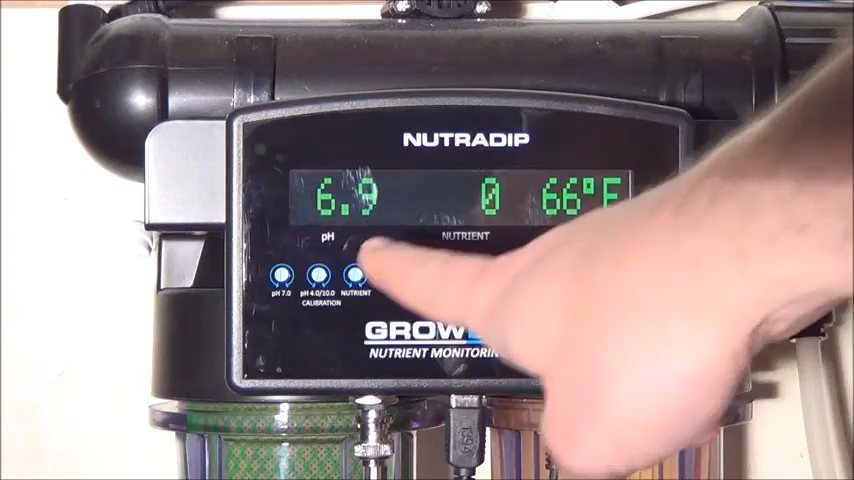 NUTRADIP
6.9 0 66°F
pH NUTRIENT
pH 7.0 pH 4.0/10.0 NUTRIENT
CALIBRATION
GROW
NUTRIENT MONITORING